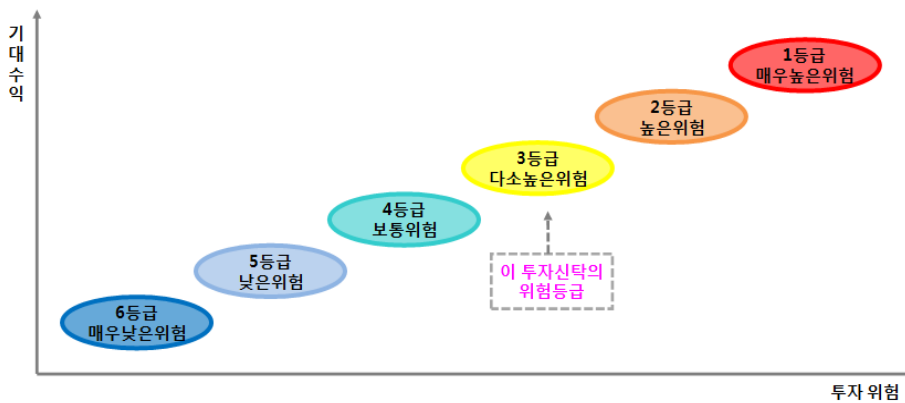 기
대
수
익
1등급
매우높은위험
2등급
높은위험
3등급
다소높은위험
4등급
보통위험
5등급
낮은위험
이 투자신탁의
위험등급
6등급
매우낮은위험
투자 위험